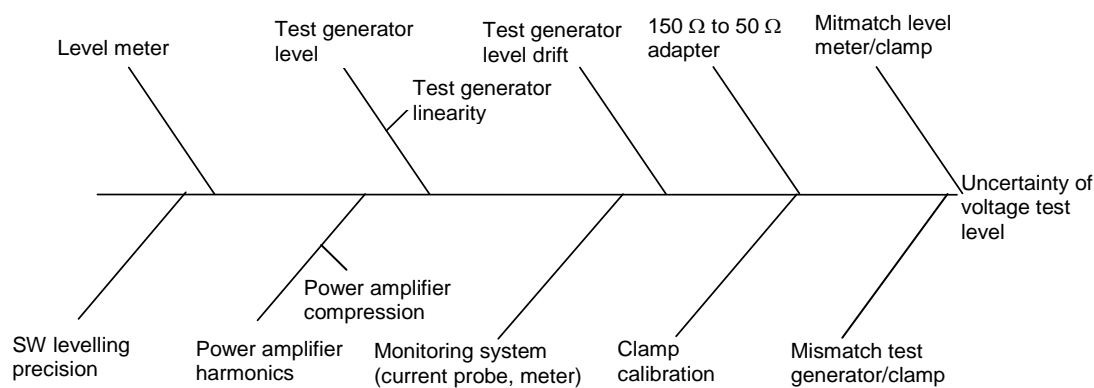 Level meter
Test generator
level
Test generator
linearity
Test generator
level drift
150 Ω to 50 Ω
adapter
Mitmatch level
meter/clamp
Uncertainty of
voltage test
level
SW levelling
precision
Power amplifier
harmonics
Power amplifier
compression
Monitoring system
(current probe, meter)
Clamp
calibration
Mismatch test
generator/clamp